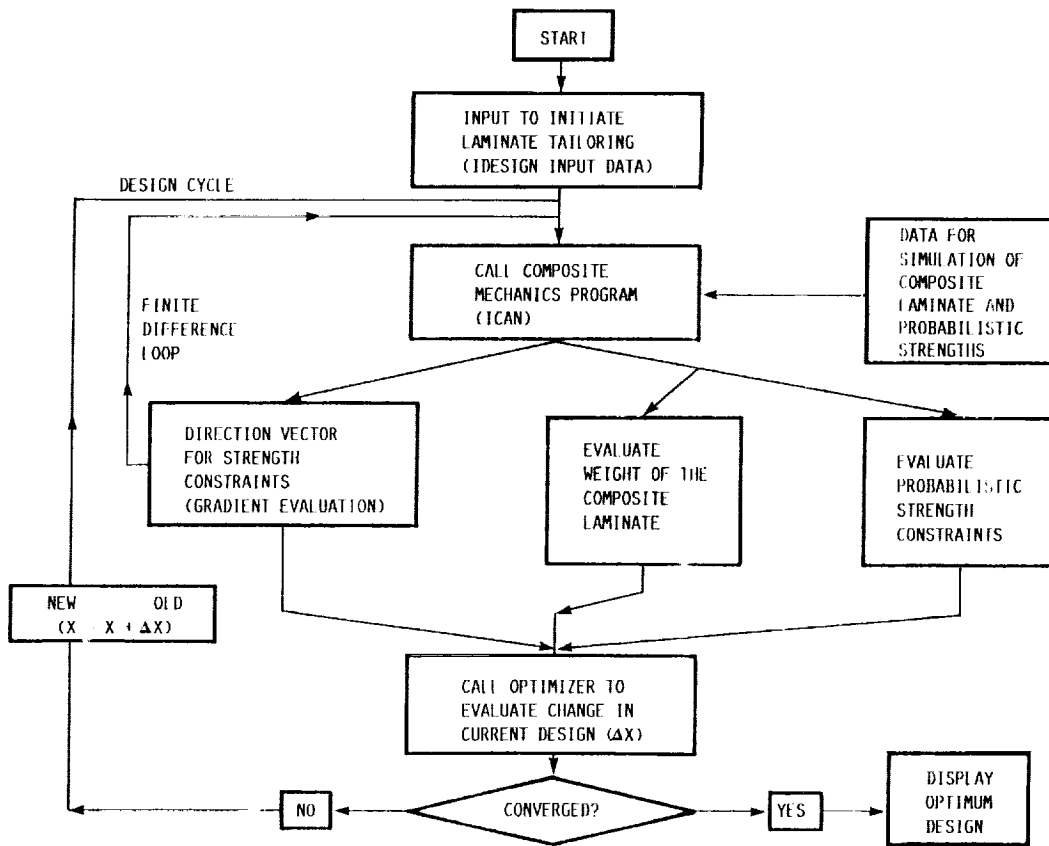 START
INPUT TO INITIATE
LAMINATE TAILORING
(IDESIGN INPUT DATA)
DESIGN CYCLE
FINITE
DIFFERENCE
LOOP
CALL COMPOSITE
MECHANICS PROGRAM
(ICAN)
DATA FOR
SIMULATION OF
COMPOSITE
LAMINATE AND
PROBABILISTIC
STRENGTHS
DIRECTION VECTOR
FOR STRENGTH
CONSTRAINTS
(GRADIENT EVALUATION)
EVALUATE
WEIGHT OF THE
COMPOSITE
LAMINATE
EVALUATE
PROBABILISTIC
STRENGTH
CONSTRAINTS
NEW OLD
(X X + ΔX)
CALL OPTIMIZER TO
EVALUATE CHANGE IN
CURRENT DESIGN (ΔX)
NO
CONVERGED?
YES
DISPLAY
OPTIMUM
DESIGN